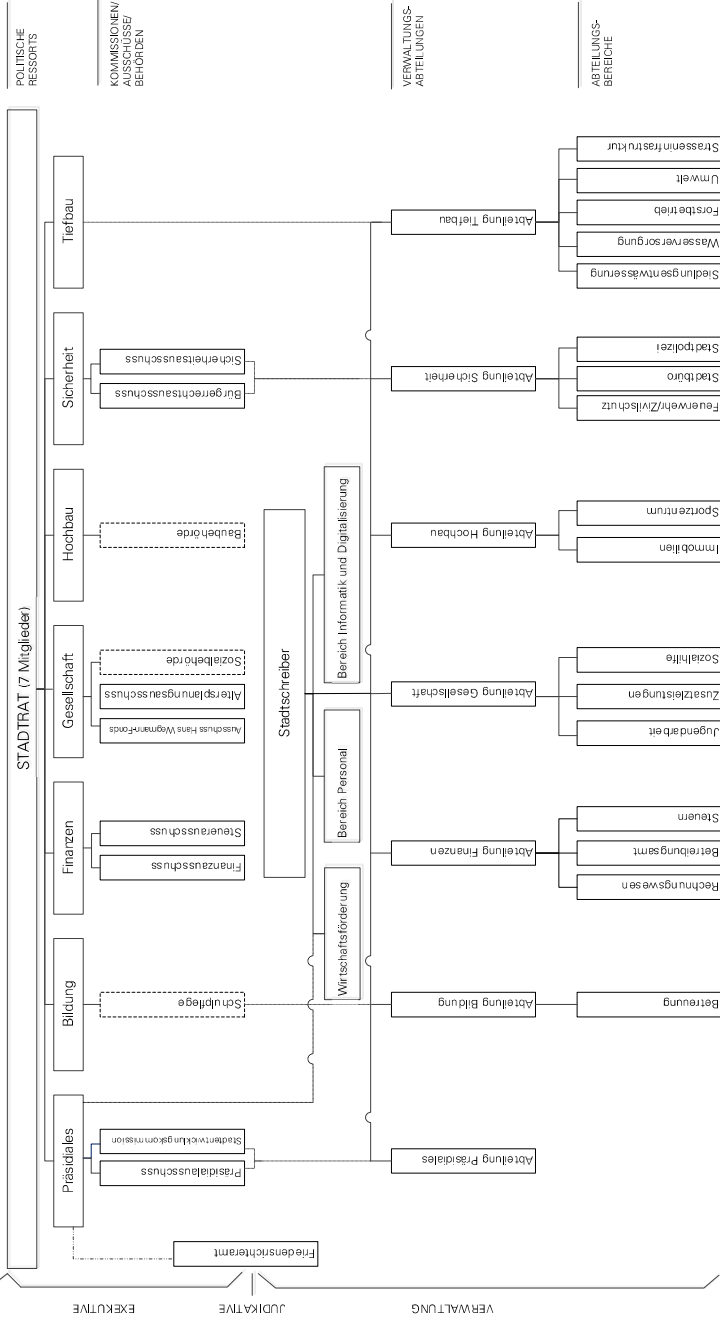 POLITISCHE
RESSORTS
KOMMISSIONEN/
AUSSCHÜSSE/
BEHÖRDEN
VERWALTUNGS-
ABTEILUNGEN
ABTEILUNGS-
BEREICHE
STADTRAT (7 Mitglieder)
Präsidiales
Bildung
Finanzen
Gesellschaft
Hochbau
Sicherheit
Tiefbau
Friedensrichteramt
Präsidialausschuss
Stadtentwicklungskommission
Schulpflege
Finanzausschuss
Steuerausschuss
Ausschuss Hans Wegmann-Fonds
Altersplanungsausschuss
Sozialbehörde
Baubehörde
Bürgerrechtsausschuss
Sicherheitsausschuss
Stadtschreiber
Wirtschaftsförderung
Bereich Personal
Bereich Informatik und Digitalisierung
Abteilung Präsidiales
Abteilung Bildung
Abteilung Finanzen
Abteilung Gesellschaft
Abteilung Hochbau
Abteilung Sicherheit
Abteilung Tiefbau
Betreuung
Rechnungswesen
Betreibungsamt
Steuern
Jugendarbeit
Zusatzleistungen
Sozialhilfe
Immobilien
Sportzentrum
Feuerwehr/Zivilschutz
Stadtbüro
Stadtpolizei
Siedlungsentwässerung
Wasserversorgung
Forstbetrieb
Umwelt
Strasseninfrastruktur
EXEKUTIVE
JUDIKATIVE
VERWALTUNG